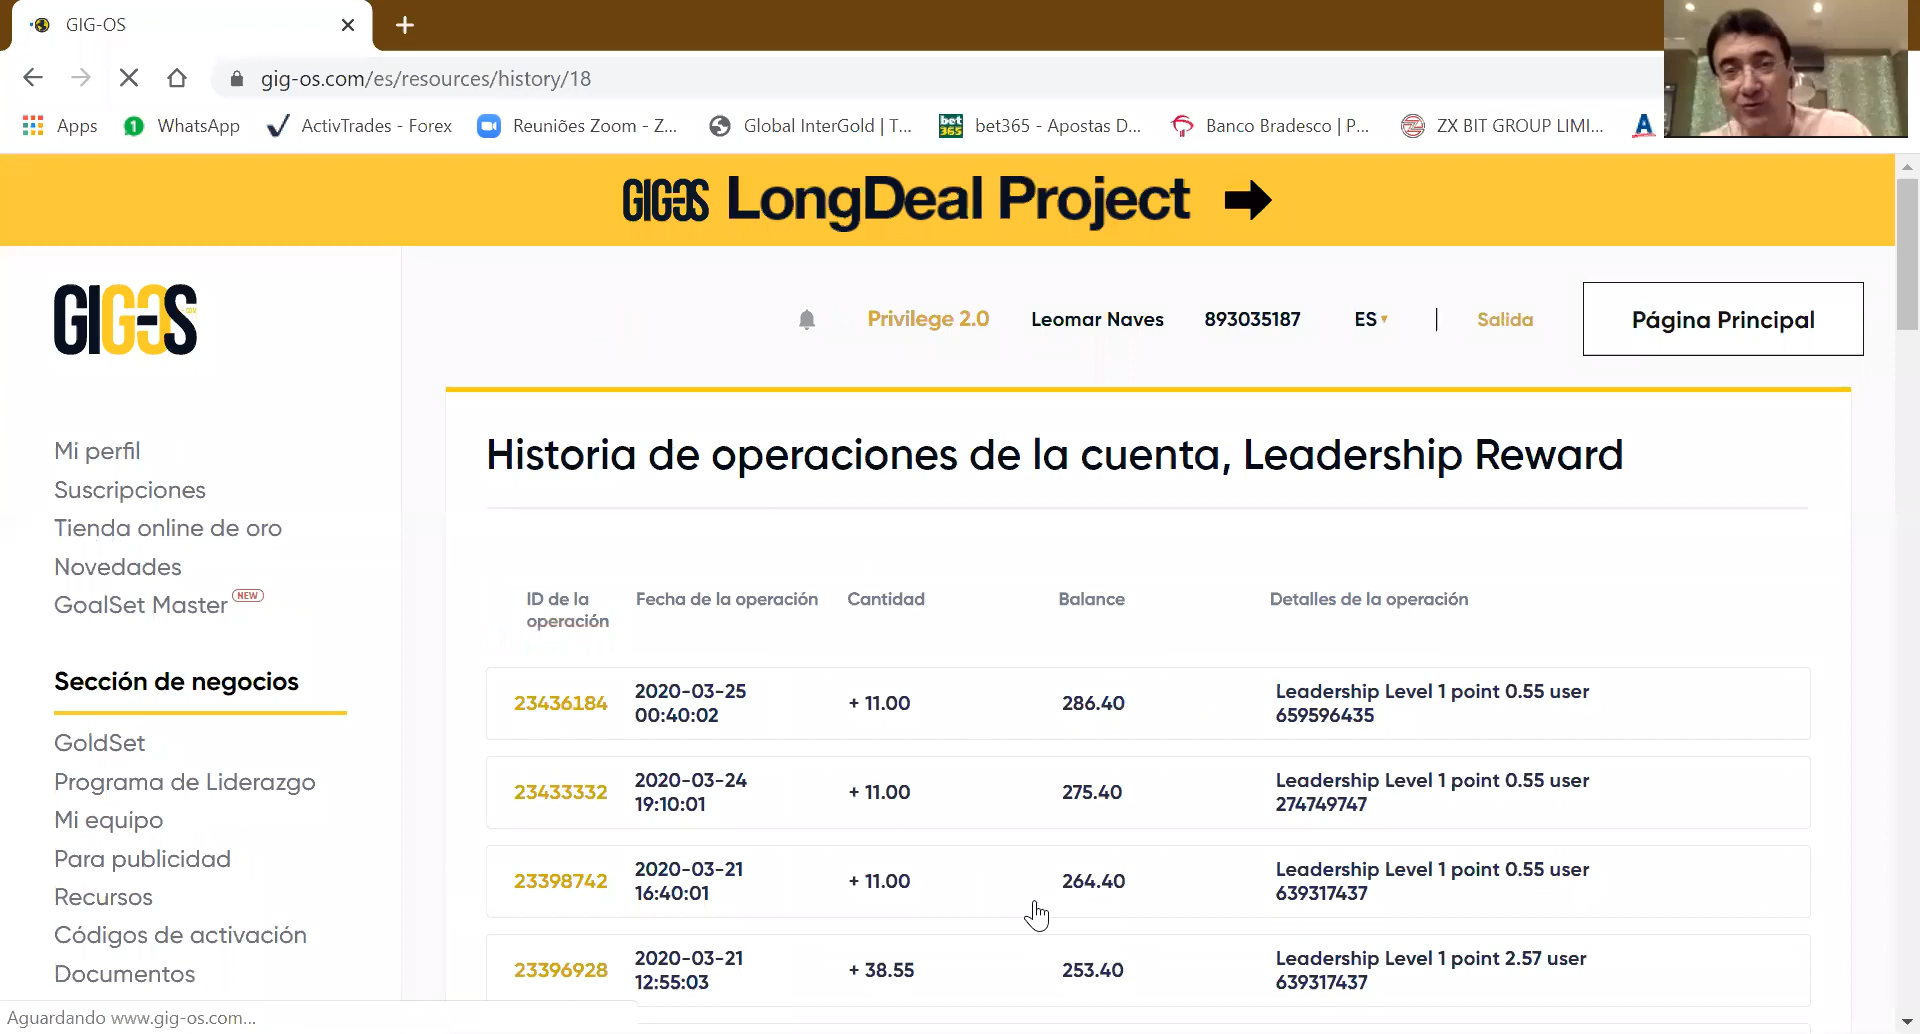 GIG-OS
gig-os.com/es/resources/history/18
Apps
WhatsApp
ActivTrades - Forex
Reuniões Zoom - Z...
Global InterGold | T...
bet365 - Apostas D...
Banco Bradesco | P...
ZX BIT GROUP LIMI...
GIGOS LongDeal Project
GIGOS
Privilege 2.0
Leomar Naves
893035187
ES
Salida
Página Principal
Mi perfil
Suscripciones
Tienda online de oro
Novedades
GoalSet Master NEW
Sección de negocios
GoldSet
Programa de Liderazgo
Mi equipo
Para publicidad
Recursos
Códigos de activación
Documentos
Historia de operaciones de la cuenta, Leadership Reward
ID de la operación
Fecha de la operación
Cantidad
Balance
Detalles de la operación
23436184
2020-03-25
00:40:02
+ 11.00
286.40
Leadership Level 1 point 0.55 user
659596435
23433332
2020-03-24
19:10:01
+ 11.00
275.40
Leadership Level 1 point 0.55 user
274749747
23398742
2020-03-21
16:40:01
+ 11.00
264.40
Leadership Level 1 point 0.55 user
639317437
23396928
2020-03-21
12:55:03
+ 38.55
253.40
Leadership Level 1 point 2.57 user
639317437
Aguardando www.gig-os.com...